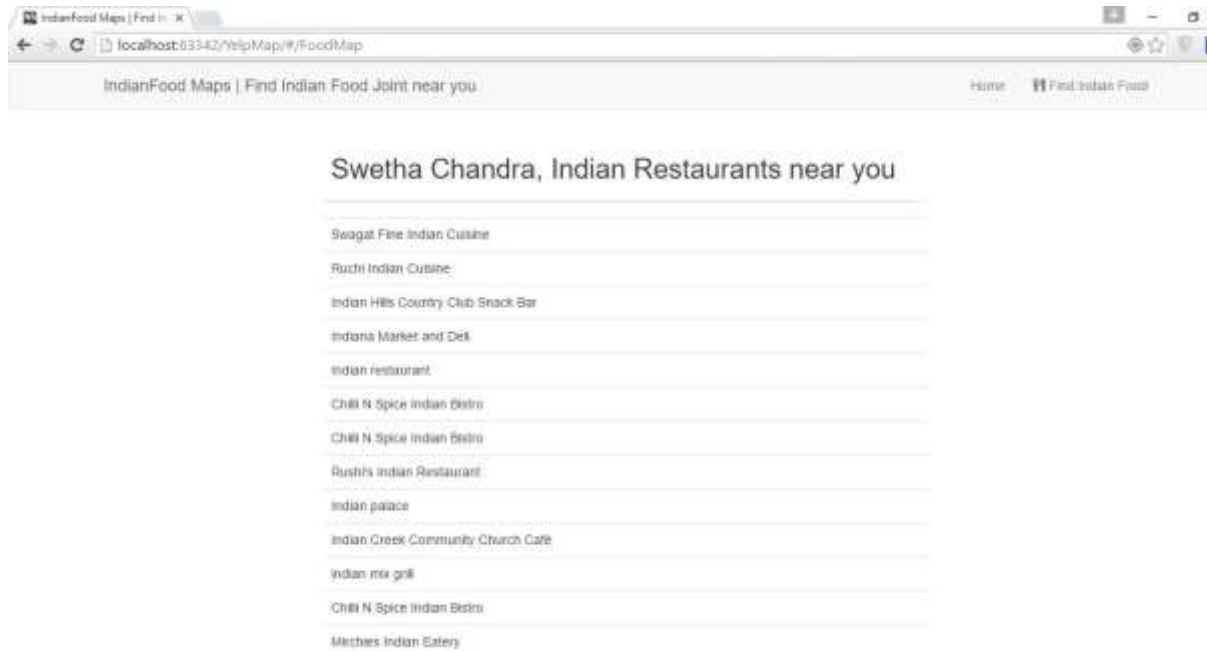 IndianFood Maps | Find In
localhost:63342/YelpMap/#/FoodMap
IndianFood Maps | Find Indian Food Joint near you
Home
Find Indian Food
Swetha Chandra, Indian Restaurants near you
Swagat Fine Indian Cuisine
Ruchi Indian Cuisine
Indian Hills Country Club Snack Bar
Indiana Market and Deli
Indian restaurant
Chilli N Spice Indian Bistro
Chilli N Spice Indian Bistro
Rushi's Indian Restaurant
Indian palace
Indian Creek Community Church Café
Indian mix grill
Chilli N Spice Indian Bistro
Mirchies Indian Eatery